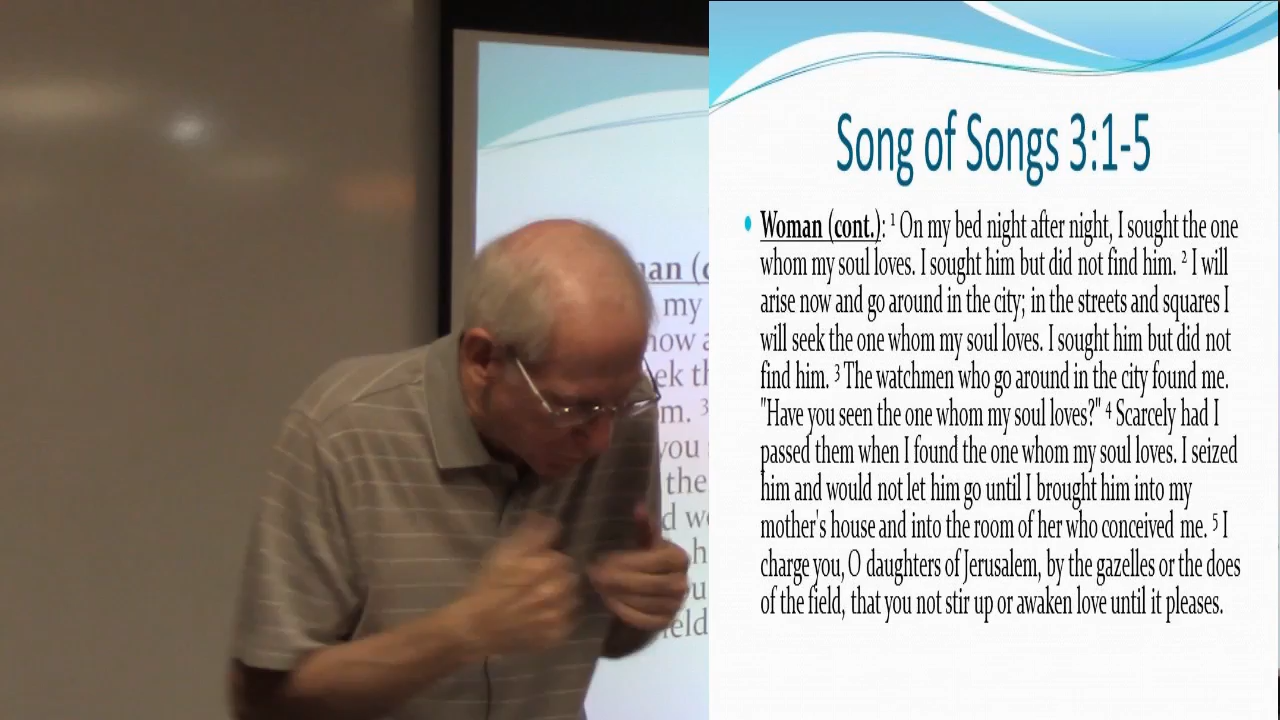 Song of Songs 3:1-5
• Woman (cont.): ¹ On my bed night after night, I sought the one
whom my soul loves. I sought him but did not find him. ² I will
arise now and go around in the city; in the streets and squares I
will seek the one whom my soul loves. I sought him but did not
find him. ³ The watchmen who go around in the city found me.
"Have you seen the one whom my soul loves?" ⁴ Scarcely had I
passed them when I found the one whom my soul loves. I seized
him and would not let him go until I brought him into my
mother's house and into the room of her who conceived me. ⁵ I
charge you, O daughters of Jerusalem, by the gazelles or the does
of the field, that you not stir up or awaken love until it pleases.